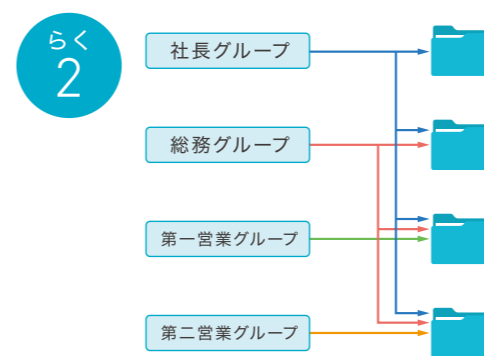 らく
2
社長グループ
総務グループ
第一営業グループ
第二営業グループ